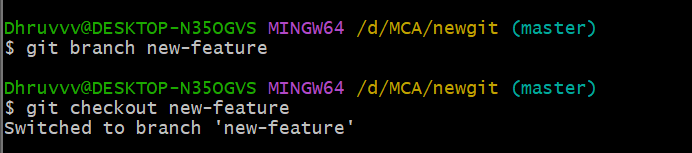 Dhruvvv@DESKTOP-N35OGVS MINGW64 /d/MCA/newgit (master)
$ git branch new-feature
Dhruvvv@DESKTOP-N35OGVS MINGW64 /d/MCA/newgit (master)
$ git checkout new-feature
Switched to branch 'new-feature'